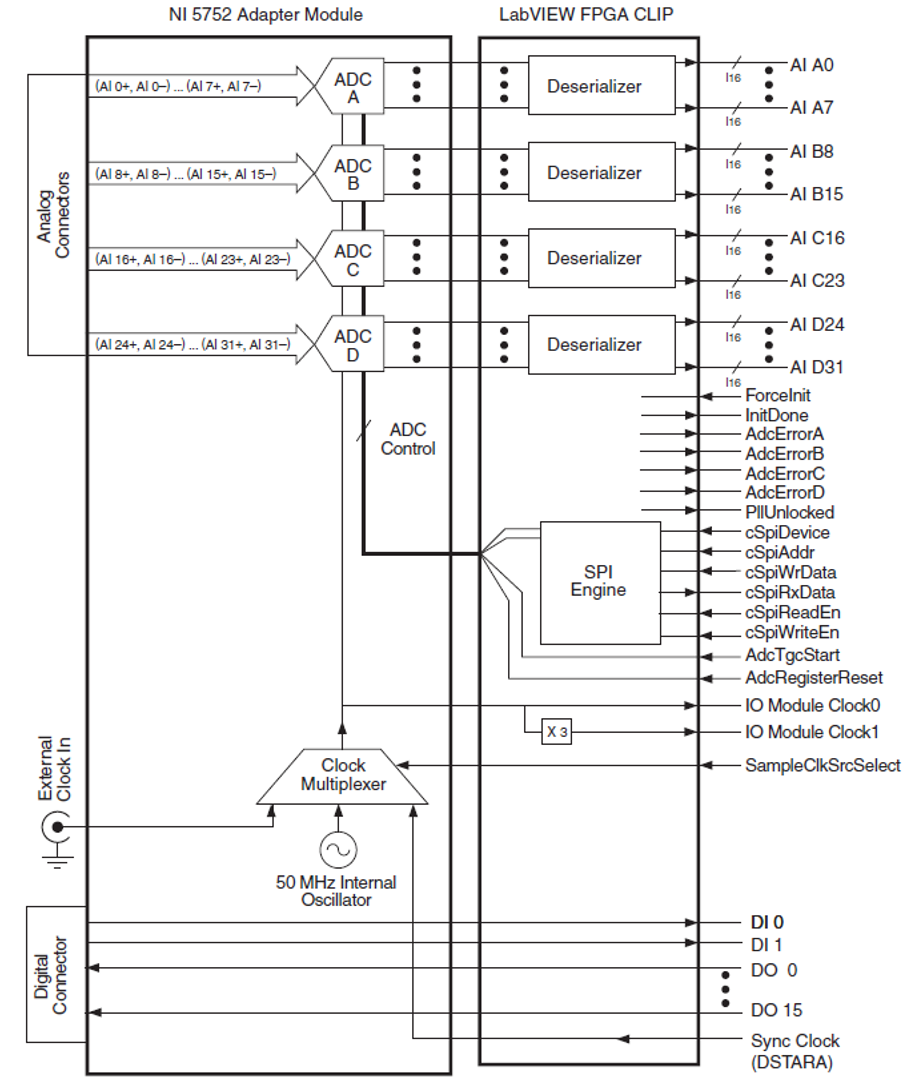 NI 5752 Adapter Module
LabVIEW FPGA CLIP
Analog
Connectors
(AI 0+, AI 0–) ... (AI 7+, AI 7–)
ADC
A
Deserializer
I16
AI A0
I16
AI A7
(AI 8+, AI 8–) ... (AI 15+, AI 15–)
ADC
B
Deserializer
I16
AI B8
I16
AI B15
(AI 16+, AI 16–) ... (AI 23+, AI 23–)
ADC
C
Deserializer
I16
AI C16
I16
AI C23
(AI 24+, AI 24–) ... (AI 31+, AI 31–)
ADC
D
Deserializer
I16
AI D24
I16
AI D31
ADC
Control
ForceInit
InitDone
AdcErrorA
AdcErrorB
AdcErrorC
AdcErrorD
PllUnlocked
SPI
Engine
cSpiDevice
cSpiAddr
cSpiWrData
cSpiRxData
cSpiReadEn
cSpiWriteEn
AdcTgcStart
AdcRegisterReset
IO Module Clock0
X 3
IO Module Clock1
SampleClkSrcSelect
Clock
Multiplexer
External
Clock In
50 MHz Internal
Oscillator
Digital
Connector
DI 0
DI 1
DO 0
DO 15
Sync Clock
(DSTARA)